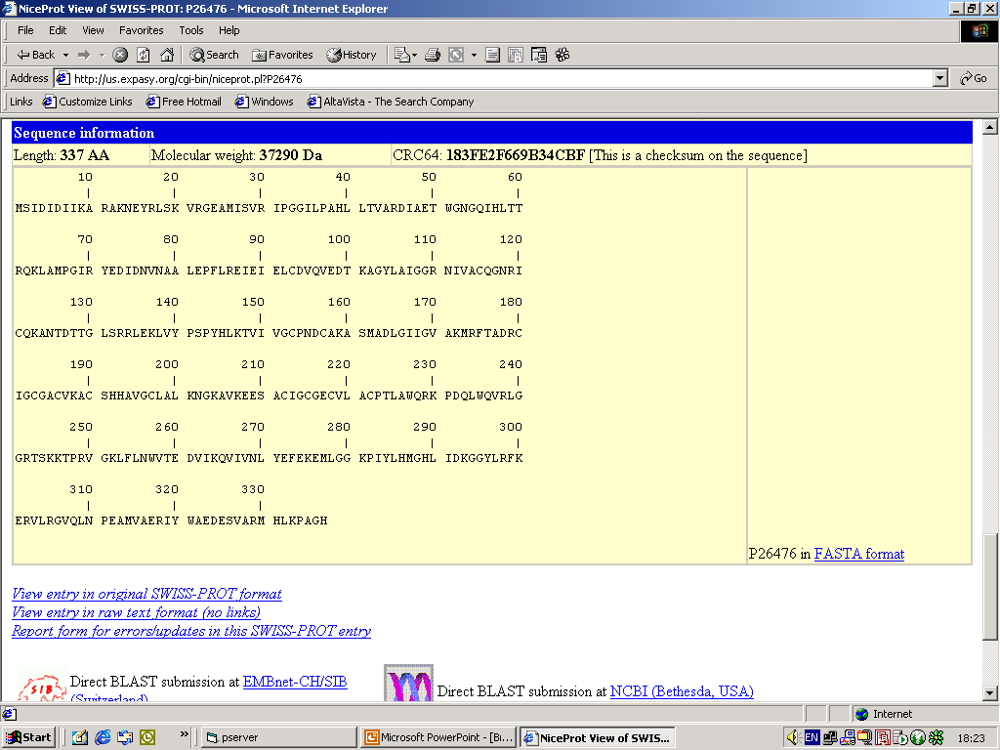 NiceProt View of SWISS-PROT: P26476 - Microsoft Internet Explorer
File Edit View Favorites Tools Help
Back Search Favorites History
Address http://us.expasy.org/cgi-bin/niceprot.pl?P26476 Go
Links Customize Links Free Hotmail Windows AltaVista - The Search Company
Sequence information
Length: 337 AA Molecular weight: 37290 Da CRC64: 183FE2F669B34CBF [This is a checksum on the sequence]
10 20 30 40 50 60
| | | | | |
MSIDIDIIKA RAKNEYRLSK VRGEAMISVR IPGGILPAHL LTVARDIAET WGNGQIHLTT
70 80 90 100 110 120
| | | | | |
RQKLAMPGIR YEDIDNVNAA LEPFLREIEI ELCDVQVEDT KAGYLAIGGR NIVACQGNRI
130 140 150 160 170 180
| | | | | |
CQKANTDTTG LSRRLEKLVY PSPYHLKTVI VGCPNDCAKA SMADLGIIGV AKMRFTADRC
190 200 210 220 230 240
| | | | | |
IGCGACVKAC SHHAVGCLAL KNGKAVKEES ACIGCGECVL ACPTLAWQRK PDQLWQVRLG
250 260 270 280 290 300
| | | | | |
GRTSKKTPRV GKLFLNWVTE DVIKQVIVNL YEFEKEMLGG KPIYLHMGHL IDKGGYLRFK
310 320 330
| | |
ERVLRGVQLN PEAMVAERIY WAEDESVARM HLKPAGH
P26476 in FASTA format
View entry in original SWISS-PROT format
View entry in raw text format (no links)
Report form for errors/updates in this SWISS-PROT entry
SIB Direct BLAST submission at EMBnet-CH/SIB
(Switzerland)
Direct BLAST submission at NCBI (Bethesda, USA)
Internet
Start » pserver Microsoft PowerPoint - [Bi... NiceProt View of SWIS... EN 18:23